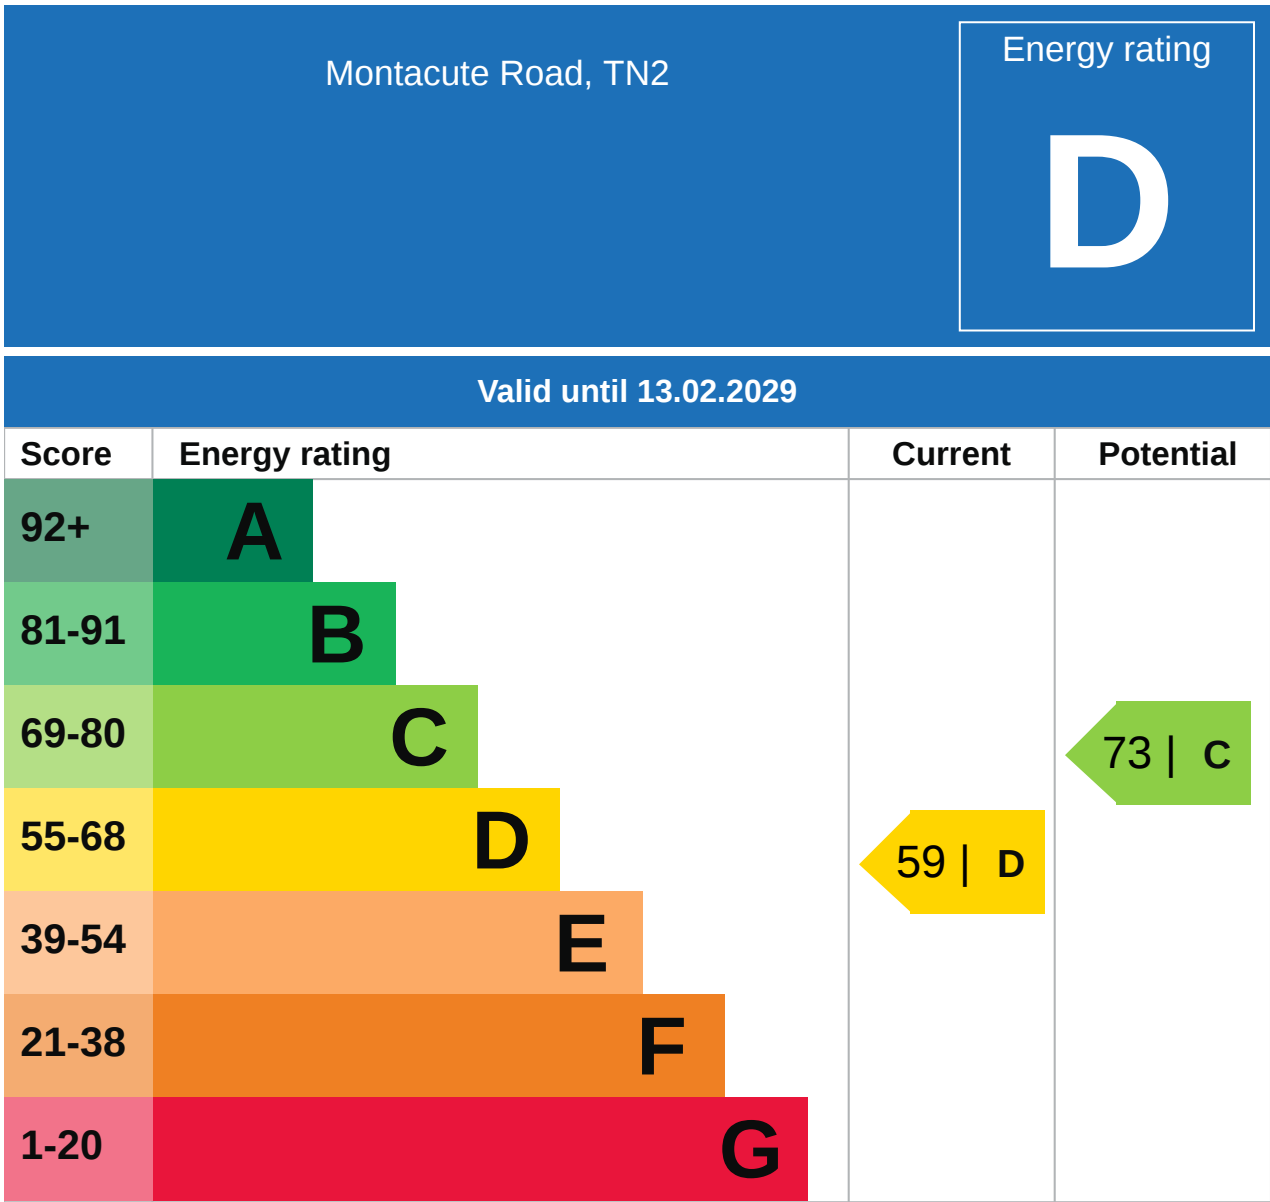 Montacute Road, TN2
Energy rating
D
Valid until 13.02.2029
Score Energy rating Current Potential
92+ A
81-91 B
69-80 C
73 | C
55-68 D
59 | D
39-54 E
21-38 F
1-20 G